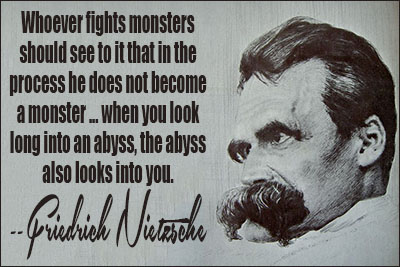 Whoever fights monsters
should see to it that in the
process he does not become
a monster ... when you look
long into an abyss, the abyss
also looks into you.
-- Friedrich Nietzsche